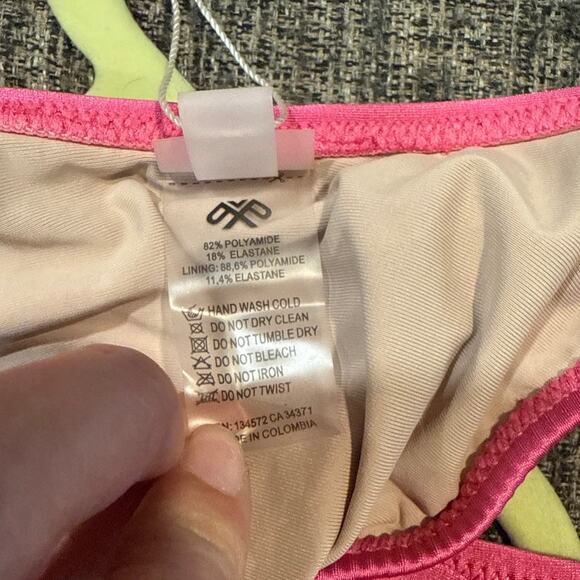 82% POLYAMIDE
18% ELASTANE
LINING: 88,6% POLYAMIDE
11,4% ELASTANE
HAND WASH COLD
DO NOT DRY CLEAN
DO NOT TUMBLE DRY
DO NOT BLEACH
DO NOT IRON
DO NOT TWIST
N: 134572 CA 34371
IN COLOMBIA